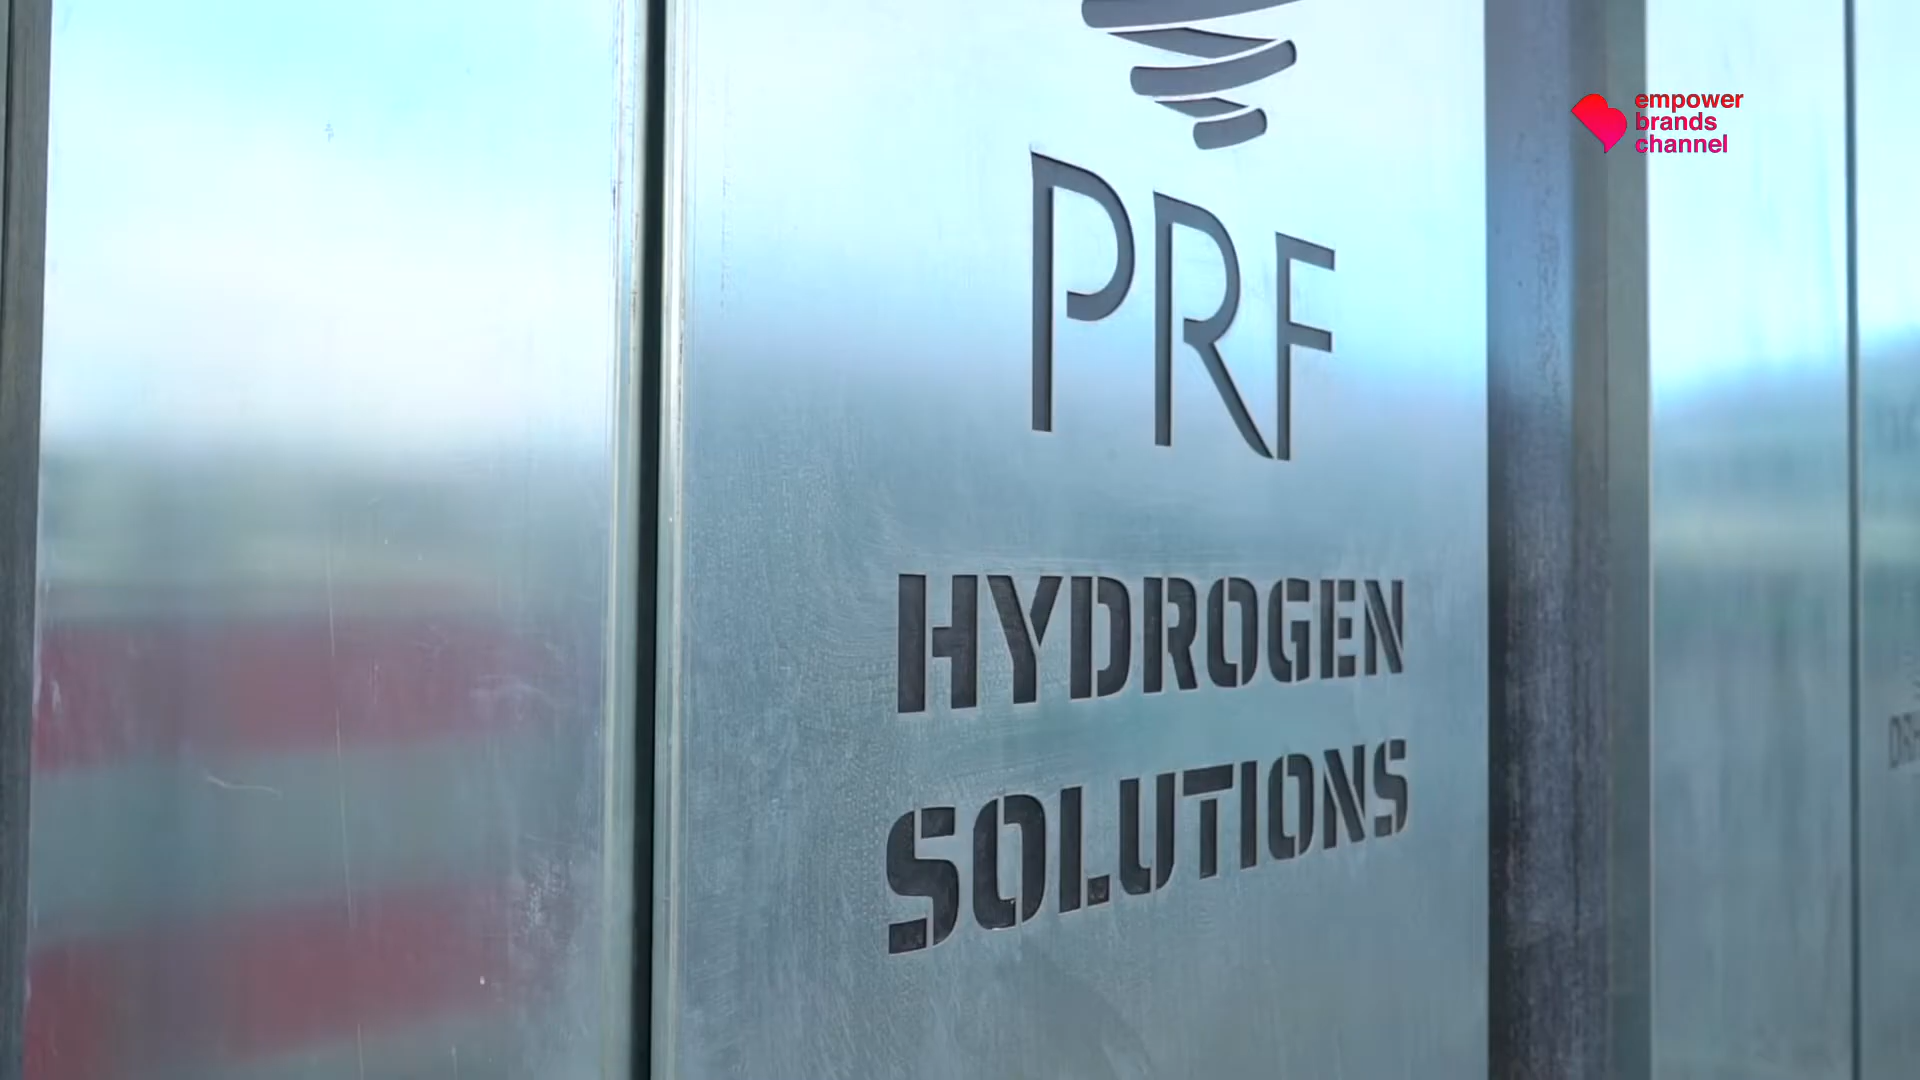 empower
brands
channel
PRF
HYDROGEN
SOLUTIONS